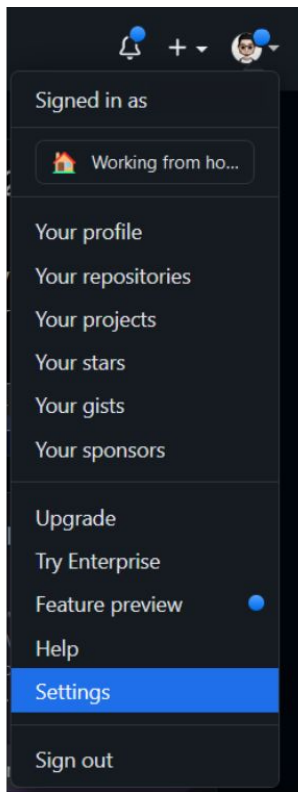 Signed in as
Working from ho...
Your profile
Your repositories
Your projects
Your stars
Your gists
Your sponsors
Upgrade
Try Enterprise
Feature preview
Help
Settings
Sign out